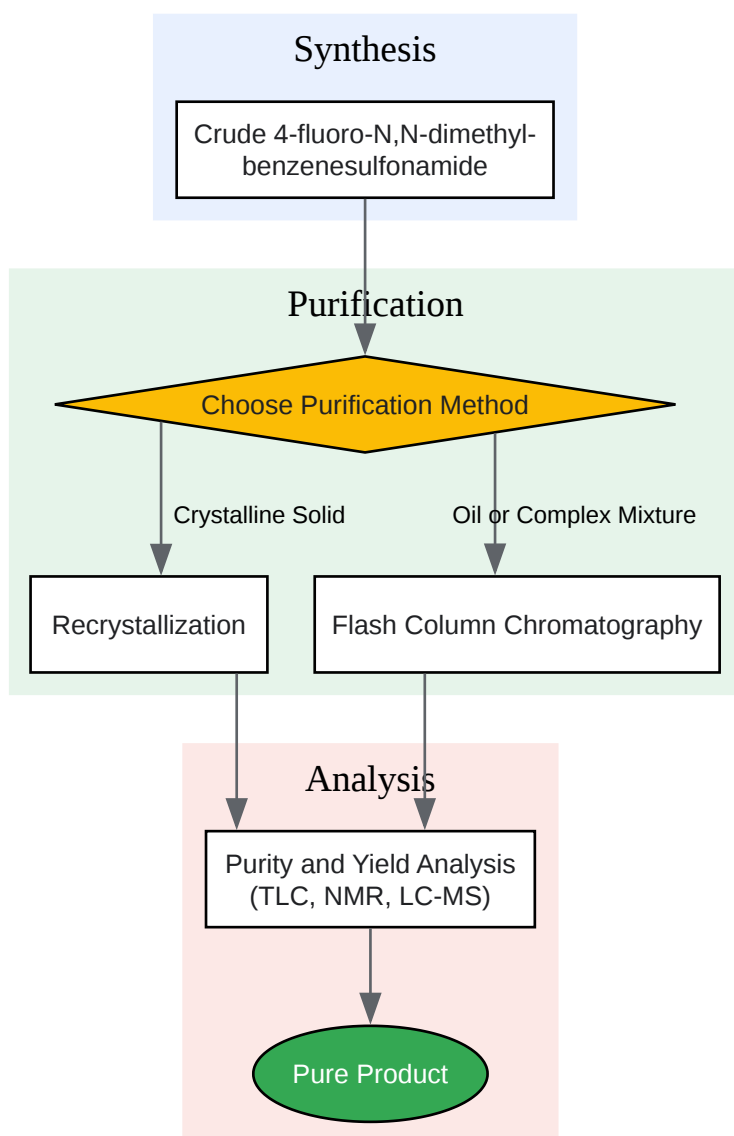 Synthesis
Crude 4-fluoro-N,N-dimethyl-
benzenesulfonamide
Purification
Choose Purification Method
Crystalline Solid
Oil or Complex Mixture
Recrystallization
Flash Column Chromatography
Analysis
Purity and Yield Analysis
(TLC, NMR, LC-MS)
Pure Product